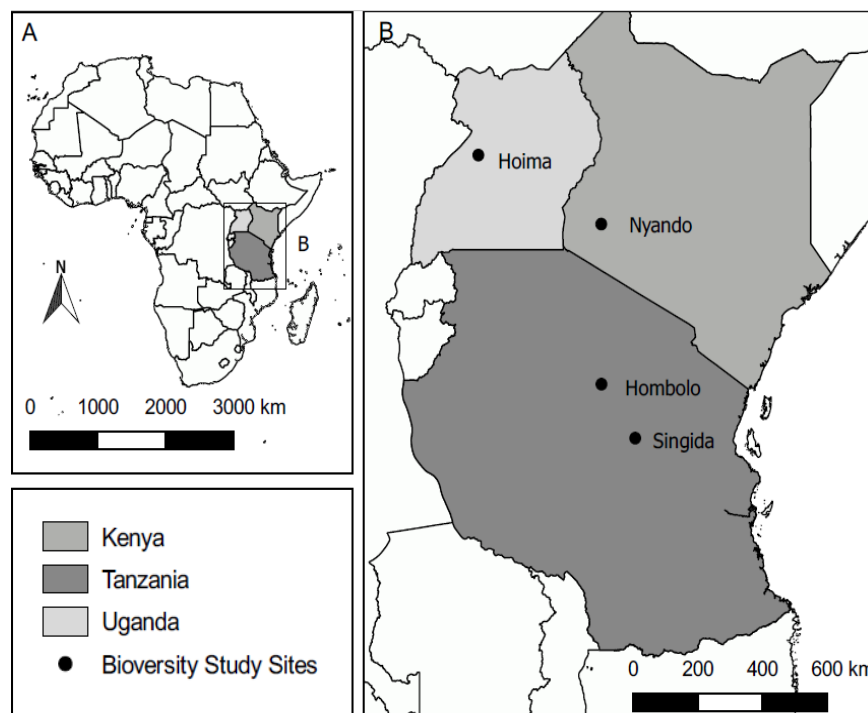 A
B
N
0 1000 2000 3000 km
Kenya
Tanzania
Uganda
Bioversity Study Sites
B
Hoima
Nyando
Hombolo
Singida
0 200 400 600 km